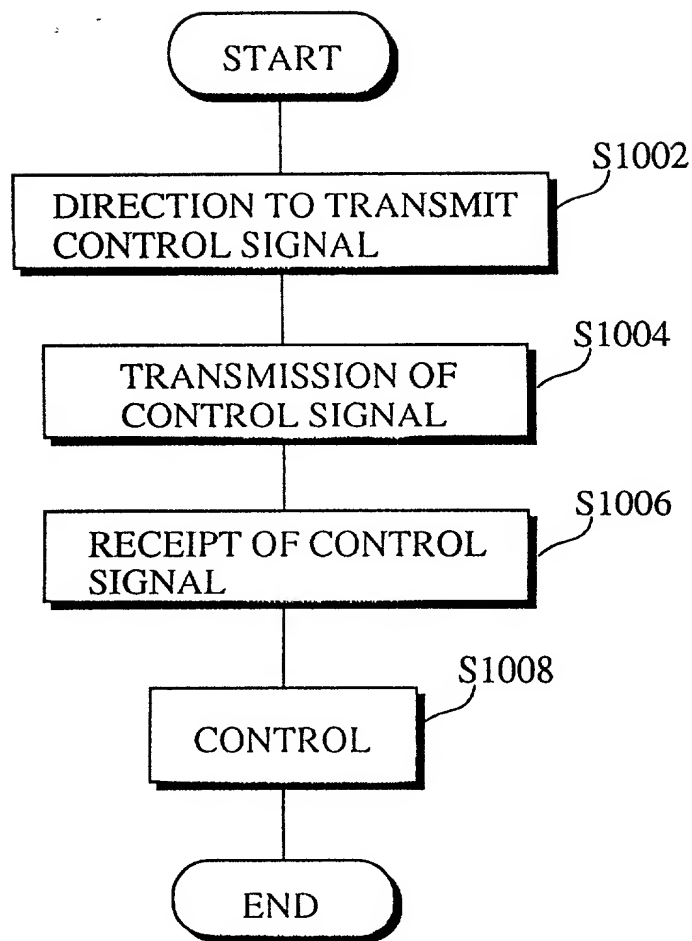 START
S1002
DIRECTION TO TRANSMIT
CONTROL SIGNAL
S1004
TRANSMISSION OF
CONTROL SIGNAL
S1006
RECEIPT OF CONTROL
SIGNAL
S1008
CONTROL
END